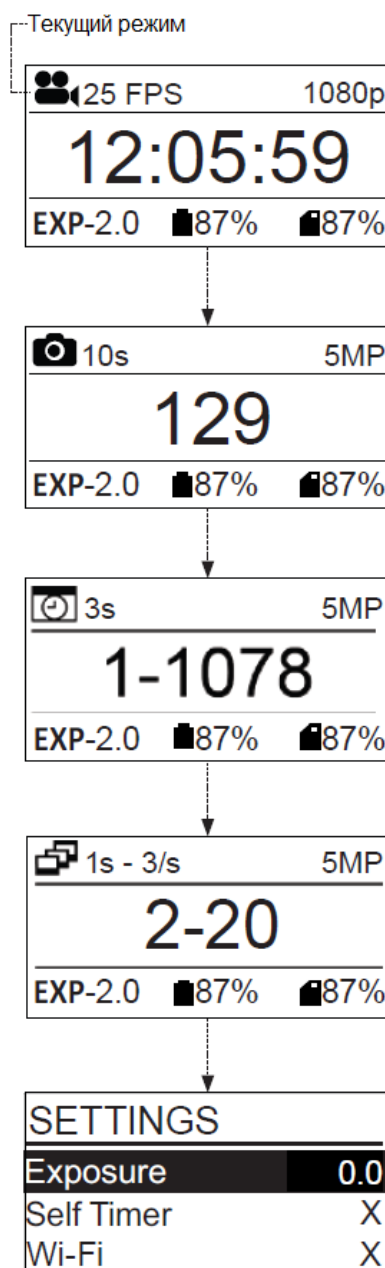 Текущий режим
25 FPS 1080p
12:05:59
EXP-2.0 87% 87%
10s 5MP
129
EXP-2.0 87% 87%
3s 5MP
1-1078
EXP-2.0 87% 87%
1s - 3/s 5MP
2-20
EXP-2.0 87% 87%
SETTINGS
Exposure 0.0
Self Timer X
Wi-Fi X